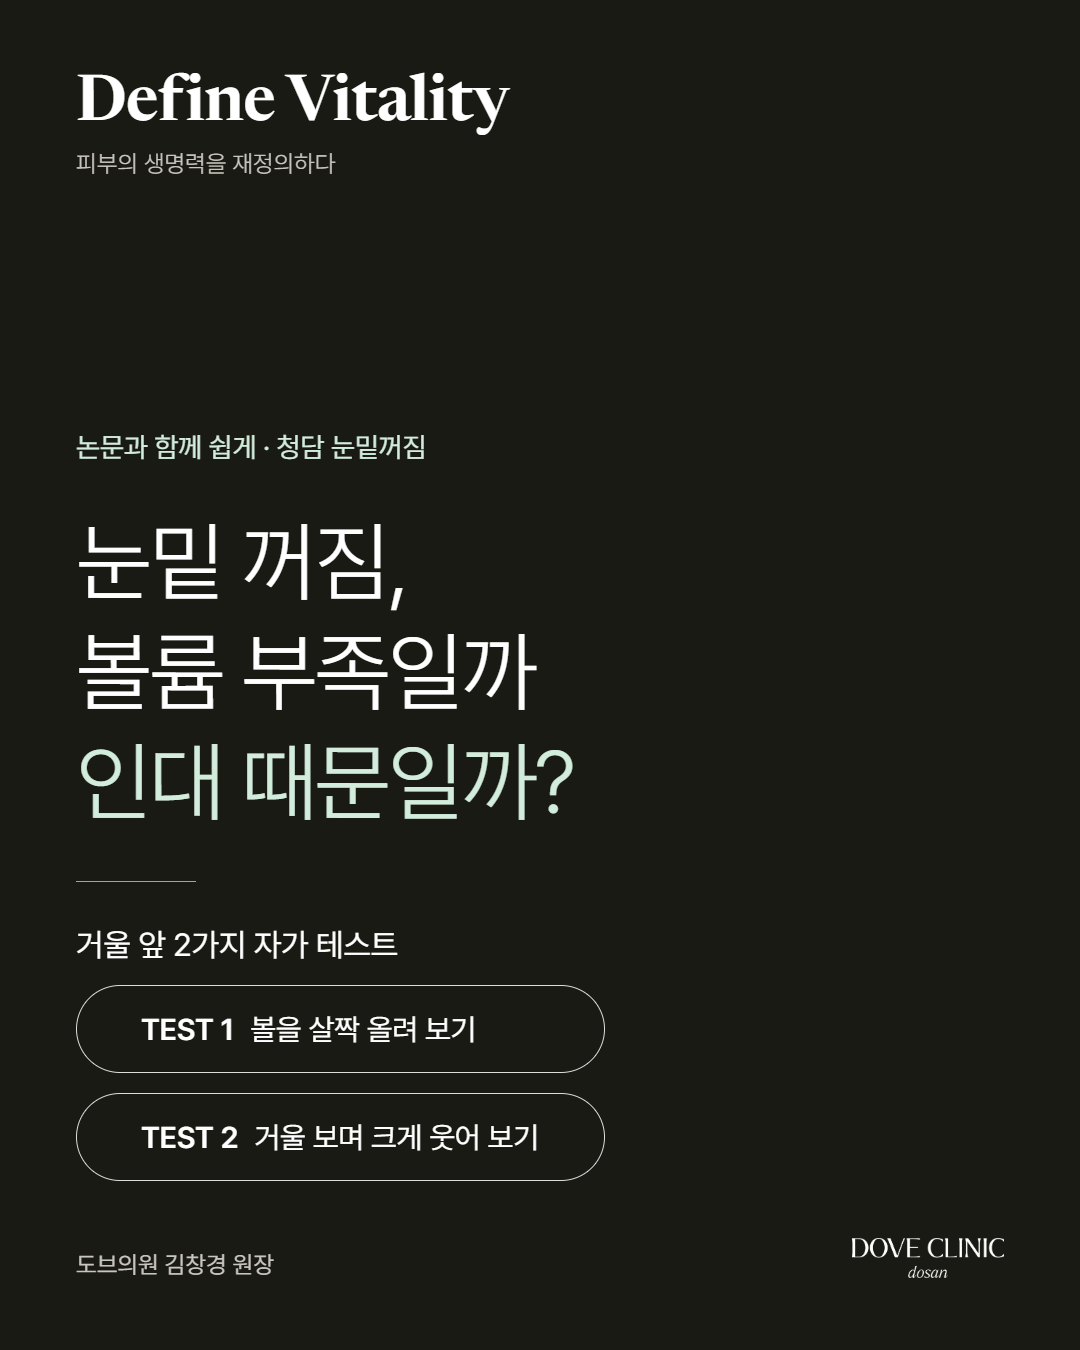 Define Vitality
피부의 생명력을 재정의하다
논문과 함께 쉽게 · 청담 눈밑꺼짐
눈밑 꺼짐,
볼륨 부족일까
인대 때문일까?
거울 앞 2가지 자가 테스트
TEST 1 볼을 살짝 올려 보기
TEST 2 거울 보며 크게 웃어 보기
도브의원 김창경 원장
DOVE CLINIC
dosan